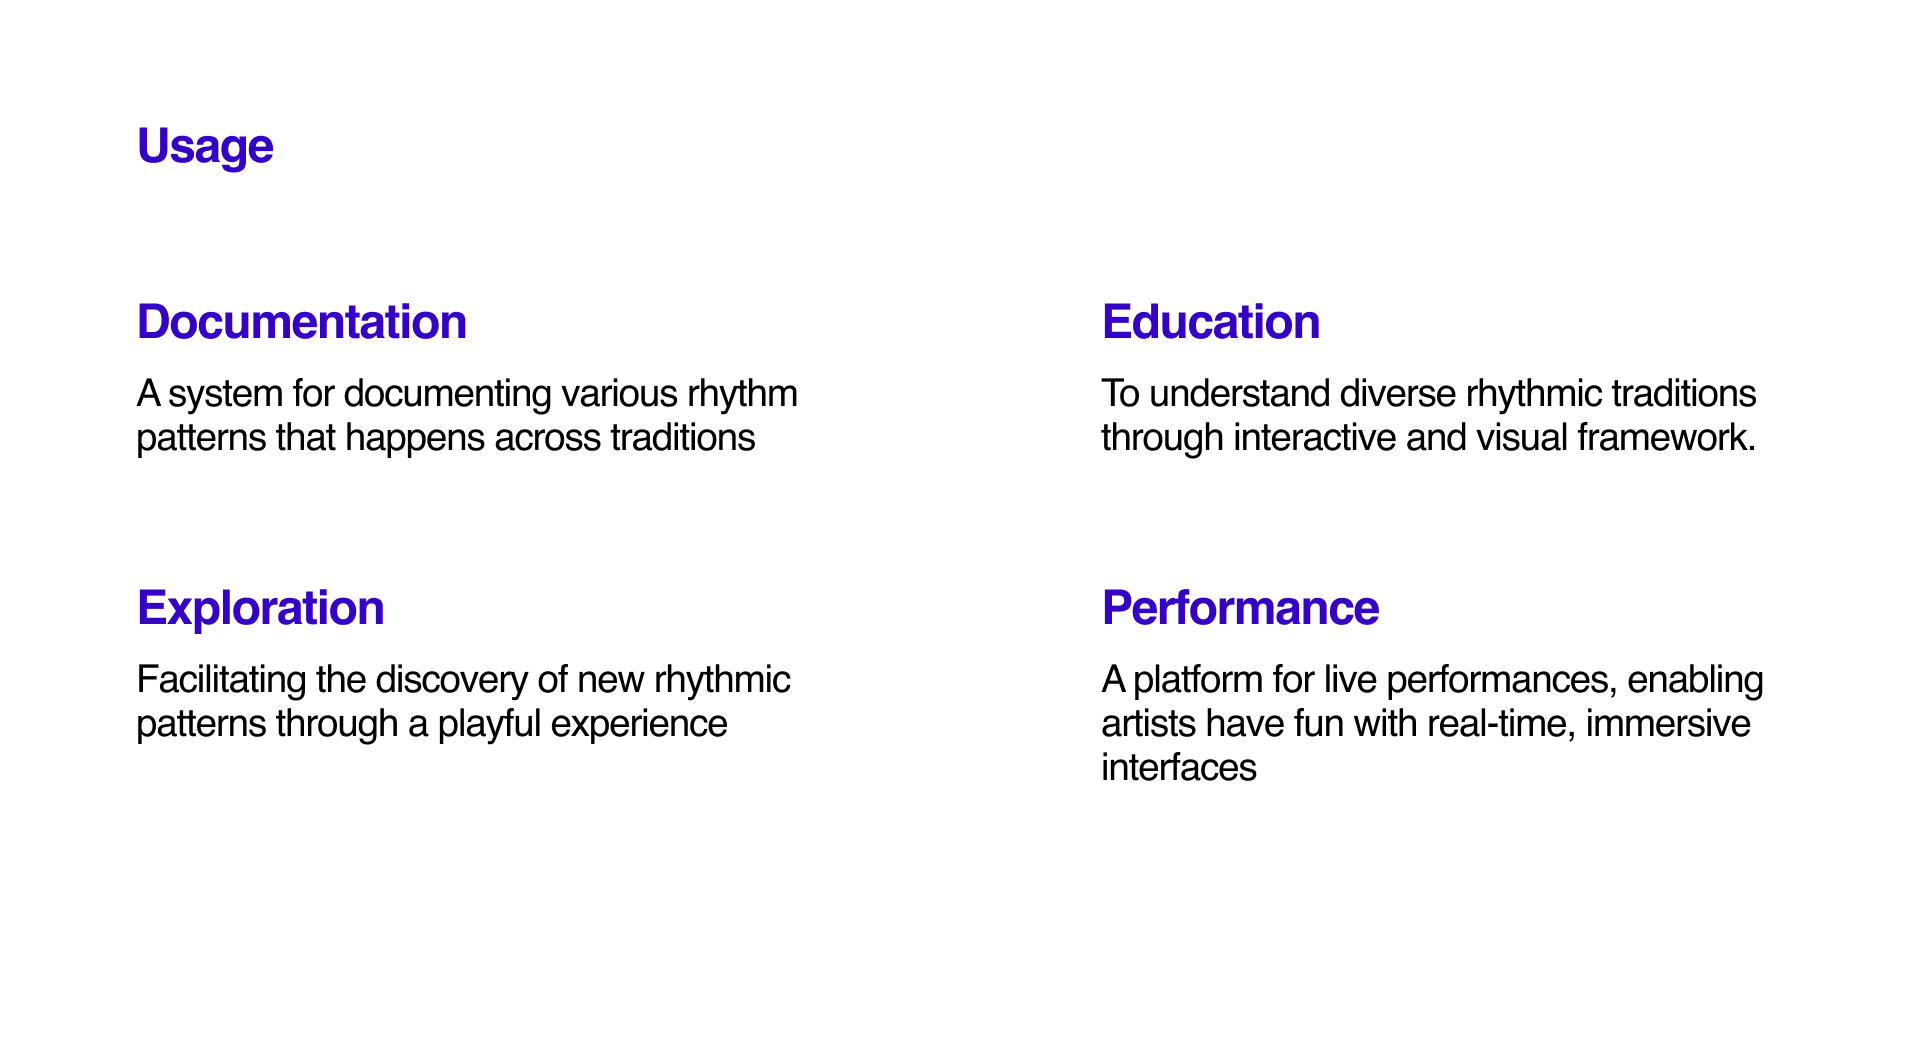 Usage
Documentation
A system for documenting various rhythm
patterns that happens across traditions
Education
To understand diverse rhythmic traditions
through interactive and visual framework.
Exploration
Facilitating the discovery of new rhythmic
patterns through a playful experience
Performance
A platform for live performances, enabling
artists have fun with real-time, immersive
interfaces